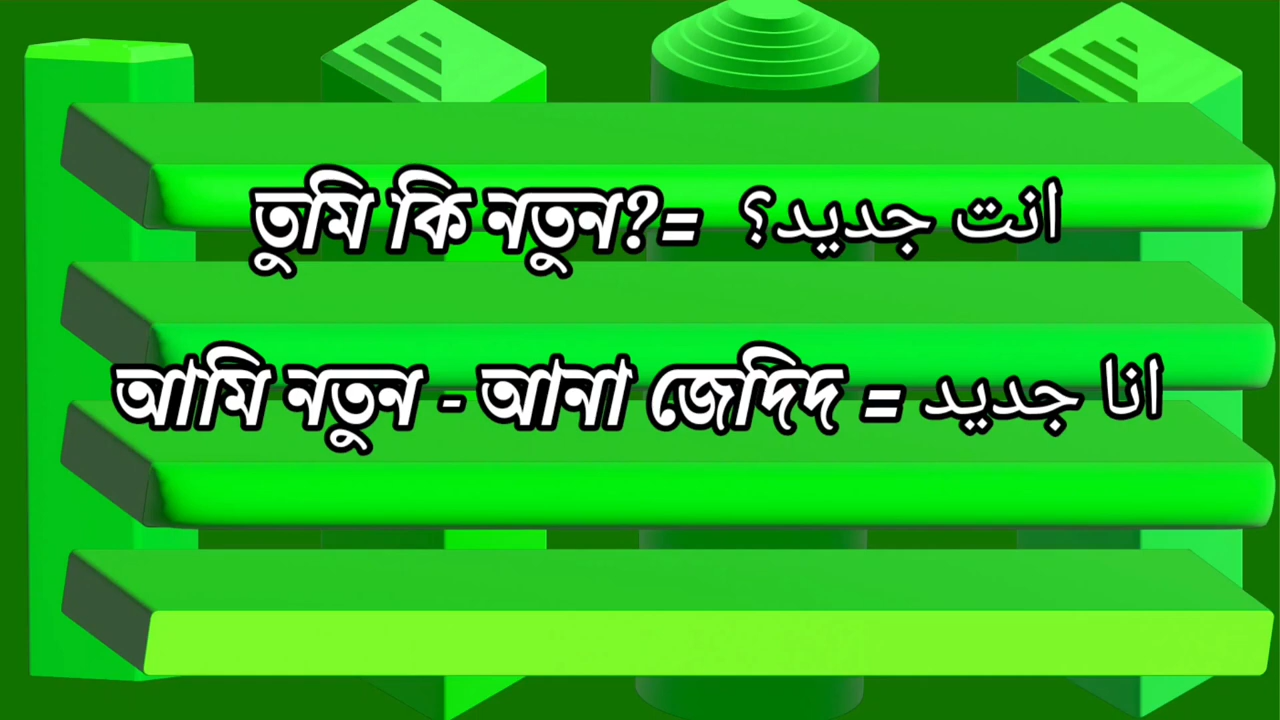 তুমি কি নতুন?= انت جديد؟
আমি নতুন - আনা জেদিদ = انا جديد